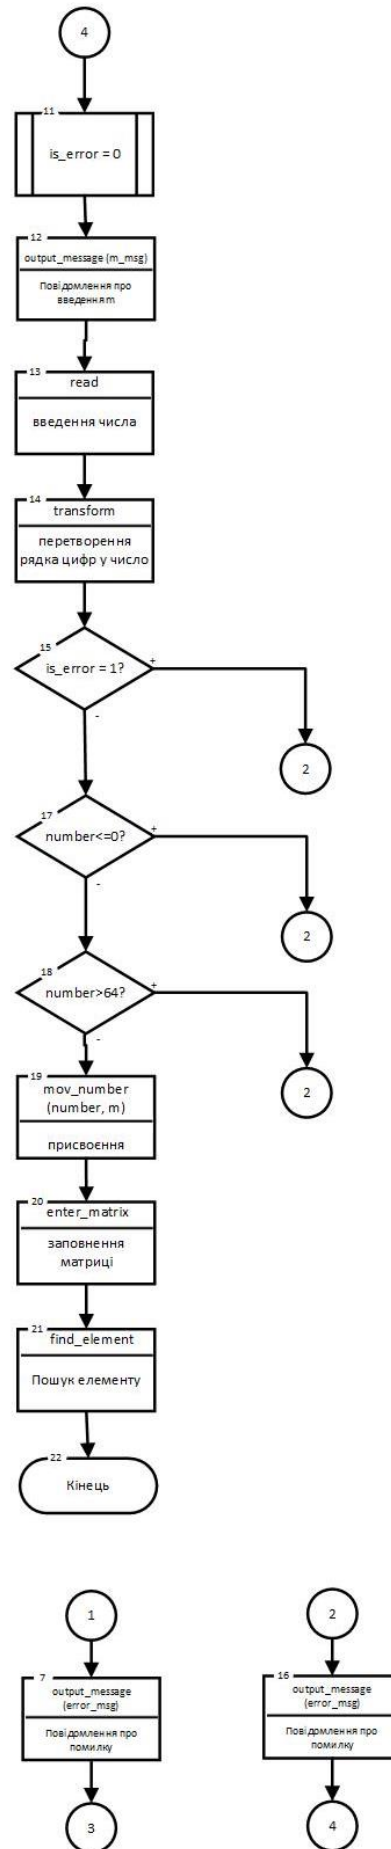 4
11
is_error = 0
12
output_message (m_msg)
Повідомлення про
введення m
13
read
введення числа
14
transform
перетворення
рядка цифр у число
15
is_error = 1?
+
-
2
17
number<=0?
+
-
2
18
number>64?
+
-
2
19
mov_number
(number, m)
присвоєння
20
enter_matrix
заповнення
матриці
21
find_element
Пошук елементу
22
Кінець
1
7
output_message
(error_msg)
Повідомлення про
помилку
3
2
16
output_message
(error_msg)
Повідомлення про
помилку
4